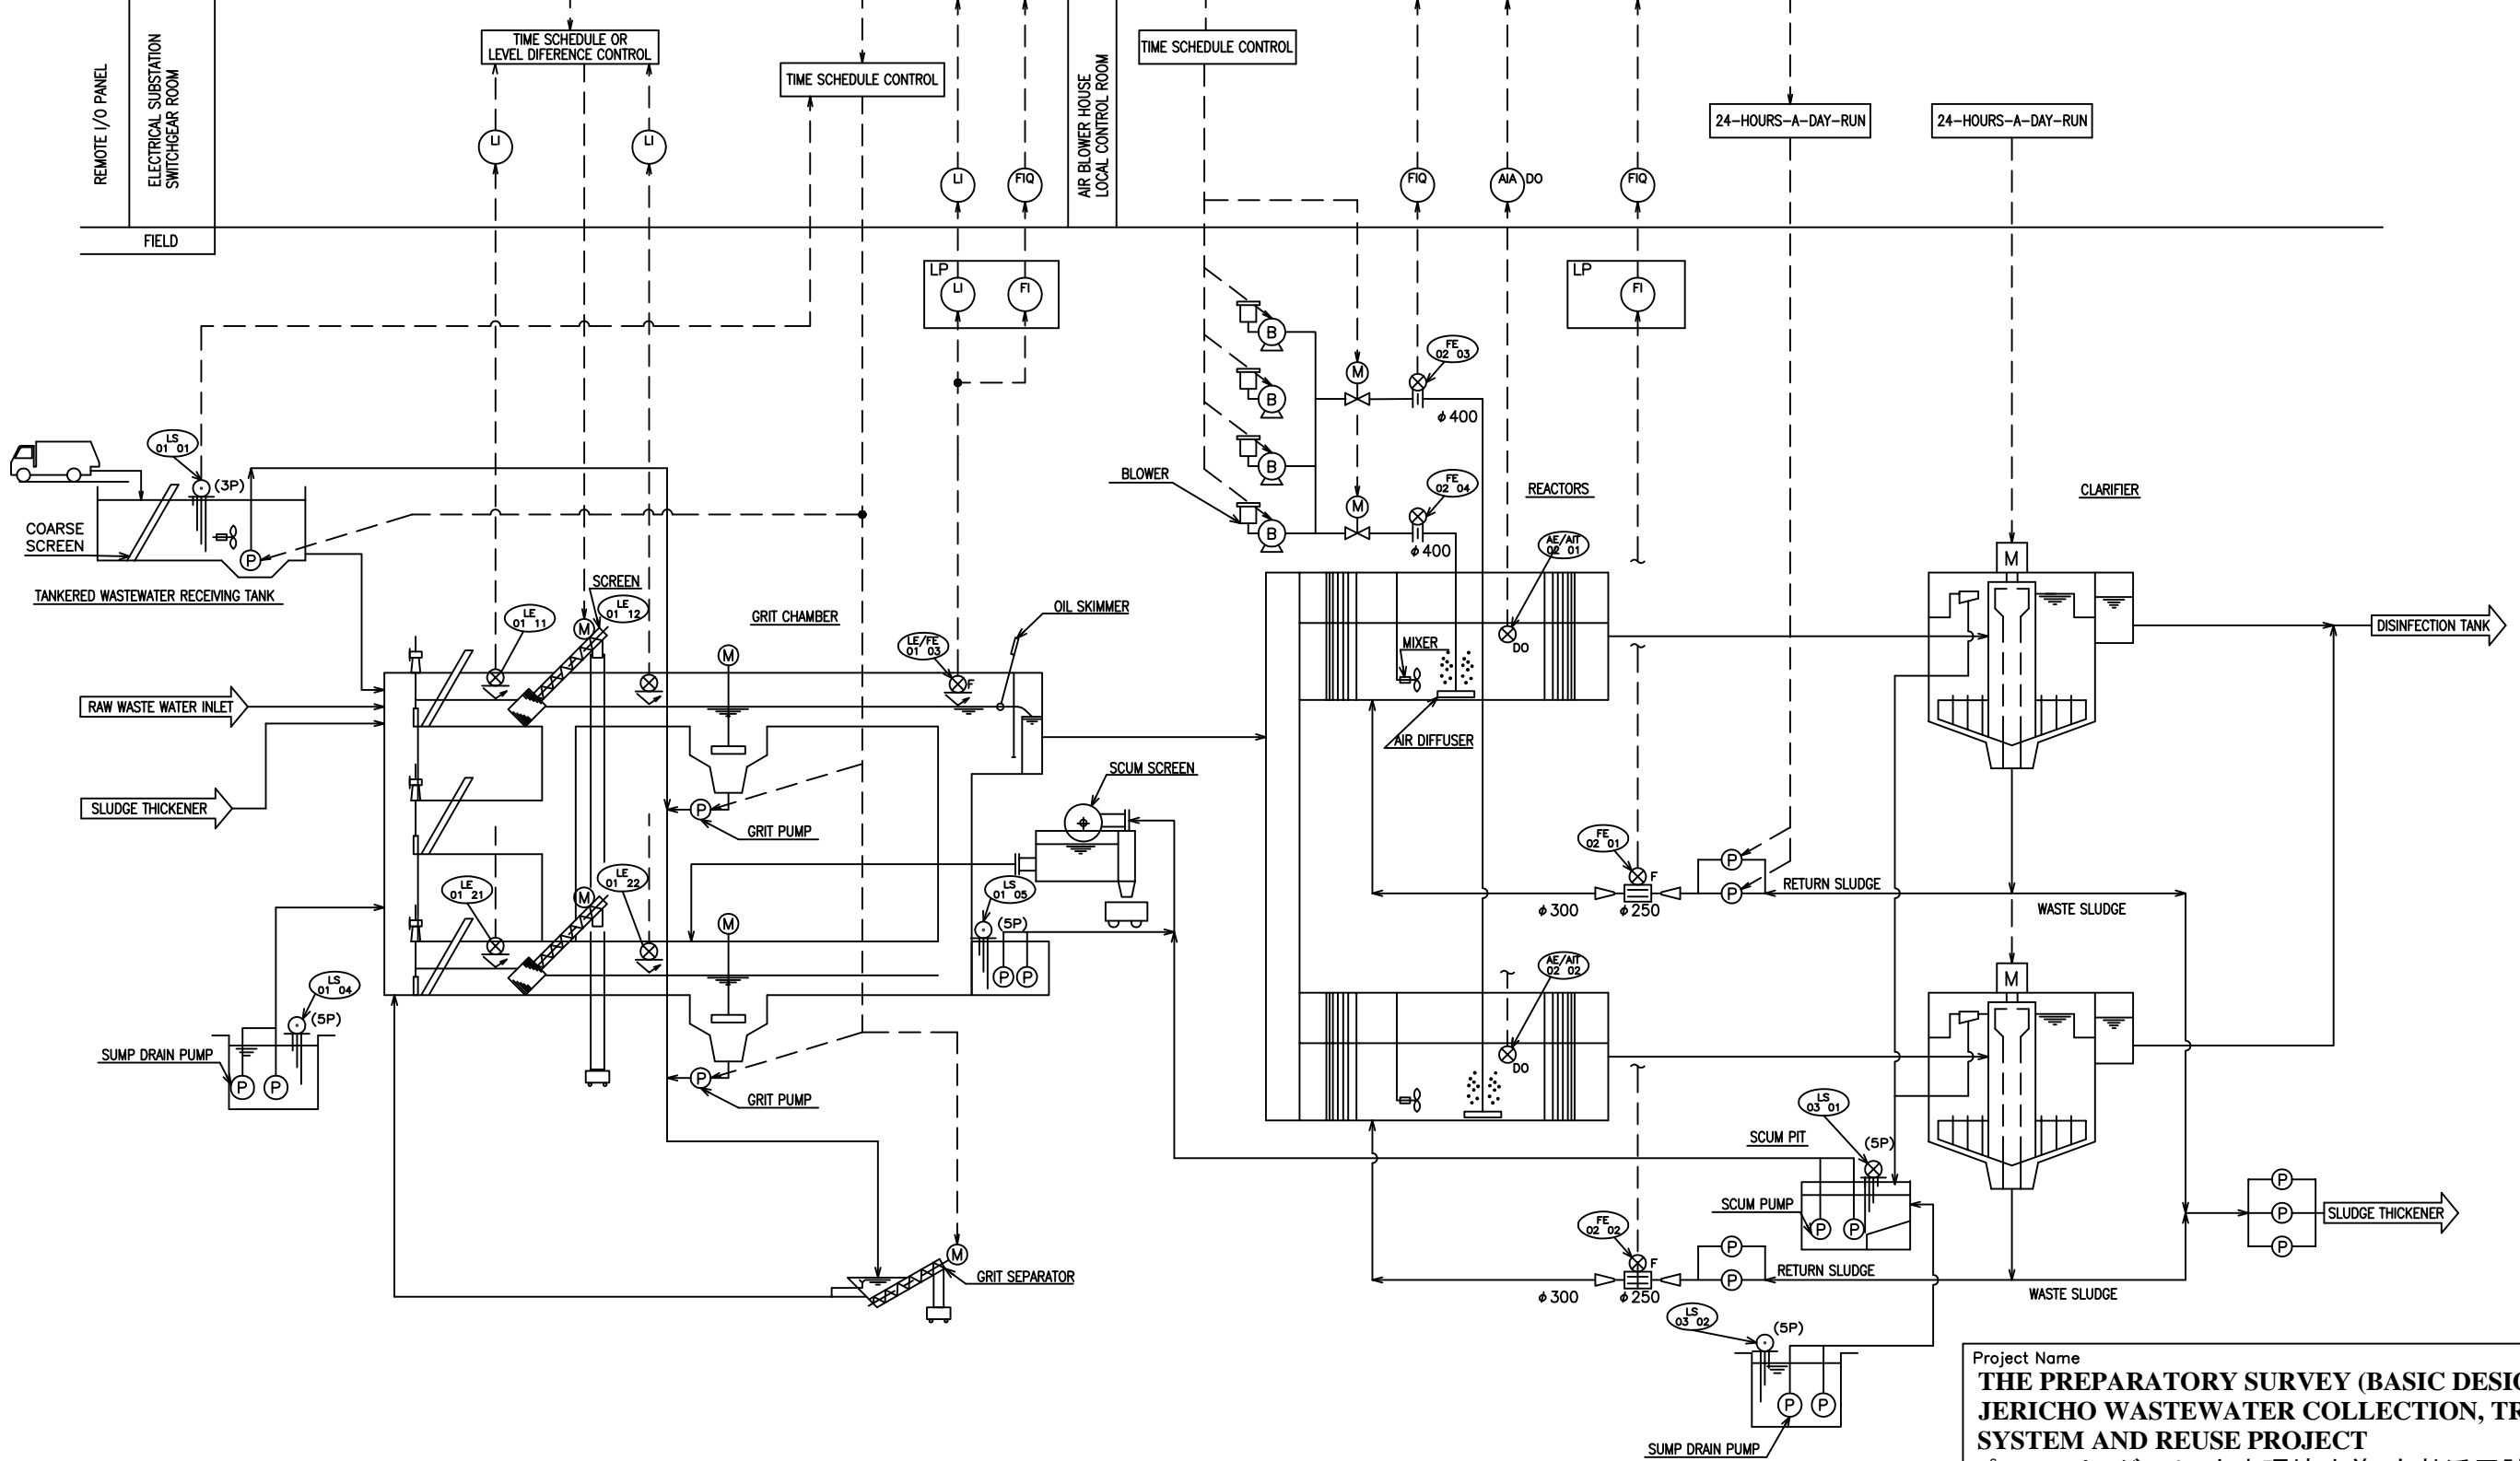 REMOTE I/O PANEL
ELECTRICAL SUBSTATION
SWITCHGEAR ROOM
FIELD
TIME SCHEDULE OR
LEVEL DIFERENCE CONTROL
TIME SCHEDULE CONTROL
AIR BLOWER HOUSE
LOCAL CONTROL ROOM
TIME SCHEDULE CONTROL
24-HOURS-A-DAY-RUN
24-HOURS-A-DAY-RUN
LI
LI
LI
FIQ
FIQ
AIA DO
FIQ
LP
LI
FI
LP
FI
B
B
B
B
M
M
FE
02 03
φ400
FE
02 04
φ400
BLOWER
REACTORS
CLARIFIER
LS
01 01
(3P)
COARSE
SCREEN
P
TANKERED WASTEWATER RECEIVING TANK
SCREEN
LE
01 11
LE
01 12
M
GRIT CHAMBER
M
LE/FE
01 03
F
OIL SKIMMER
AE/AIT
02 01
DO
MIXER
AIR DIFFUSER
M
DISINFECTION TANK
RAW WASTE WATER INLET
SLUDGE THICKENER
P
GRIT PUMP
SCUM SCREEN
FE
02 01
F
P
P
RETURN SLUDGE
φ300
φ250
WASTE SLUDGE
LE
01 21
LE
01 22
M
M
LS
01 05
(5P)
P P
AE/AIT
02 02
DO
M
LS
01 04
(5P)
SUMP DRAIN PUMP
P P
P
GRIT PUMP
LS
03 01
(5P)
SCUM PIT
SCUM PUMP
P P
FE
02 02
F
P
P
RETURN SLUDGE
φ300
φ250
WASTE SLUDGE
P
P
P
SLUDGE THICKENER
M
GRIT SEPARATOR
LS
03 02
(5P)
P P
SUMP DRAIN PUMP
Project Name
THE PREPARATORY SURVEY (BASIC DESIG
JERICHO WASTEWATER COLLECTION, TR
SYSTEM AND REUSE PROJECT